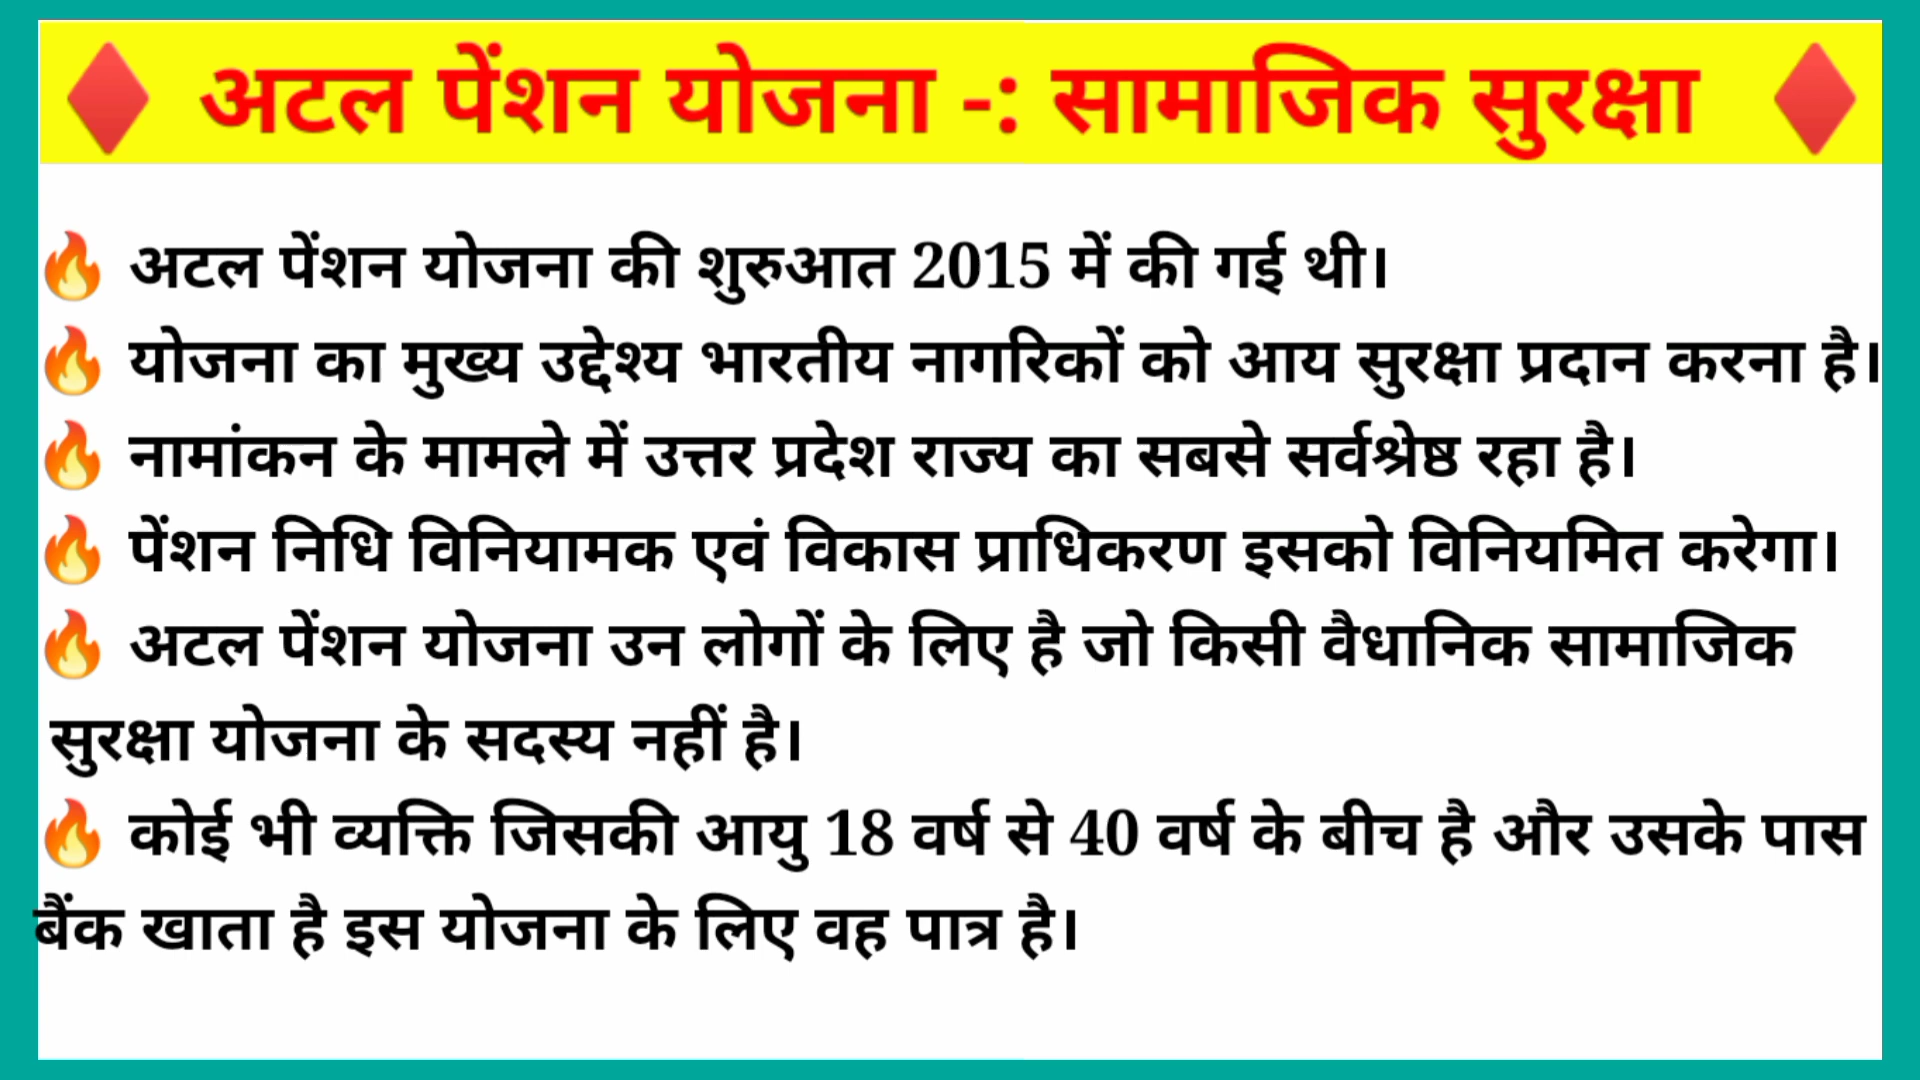 ♦️ अटल पेंशन योजना -: सामाजिक सुरक्षा ♦️
🔥 अटल पेंशन योजना की शुरुआत 2015 में की गई थी।
🔥 योजना का मुख्य उद्देश्य भारतीय नागरिकों को आय सुरक्षा प्रदान करना है।
🔥 नामांकन के मामले में उत्तर प्रदेश राज्य का सबसे सर्वश्रेष्ठ रहा है।
🔥 पेंशन निधि विनियामक एवं विकास प्राधिकरण इसको विनियमित करेगा।
🔥 अटल पेंशन योजना उन लोगों के लिए है जो किसी वैधानिक सामाजिक
सुरक्षा योजना के सदस्य नहीं है।
🔥 कोई भी व्यक्ति जिसकी आयु 18 वर्ष से 40 वर्ष के बीच है और उसके पास
बैंक खाता है इस योजना के लिए वह पात्र है।